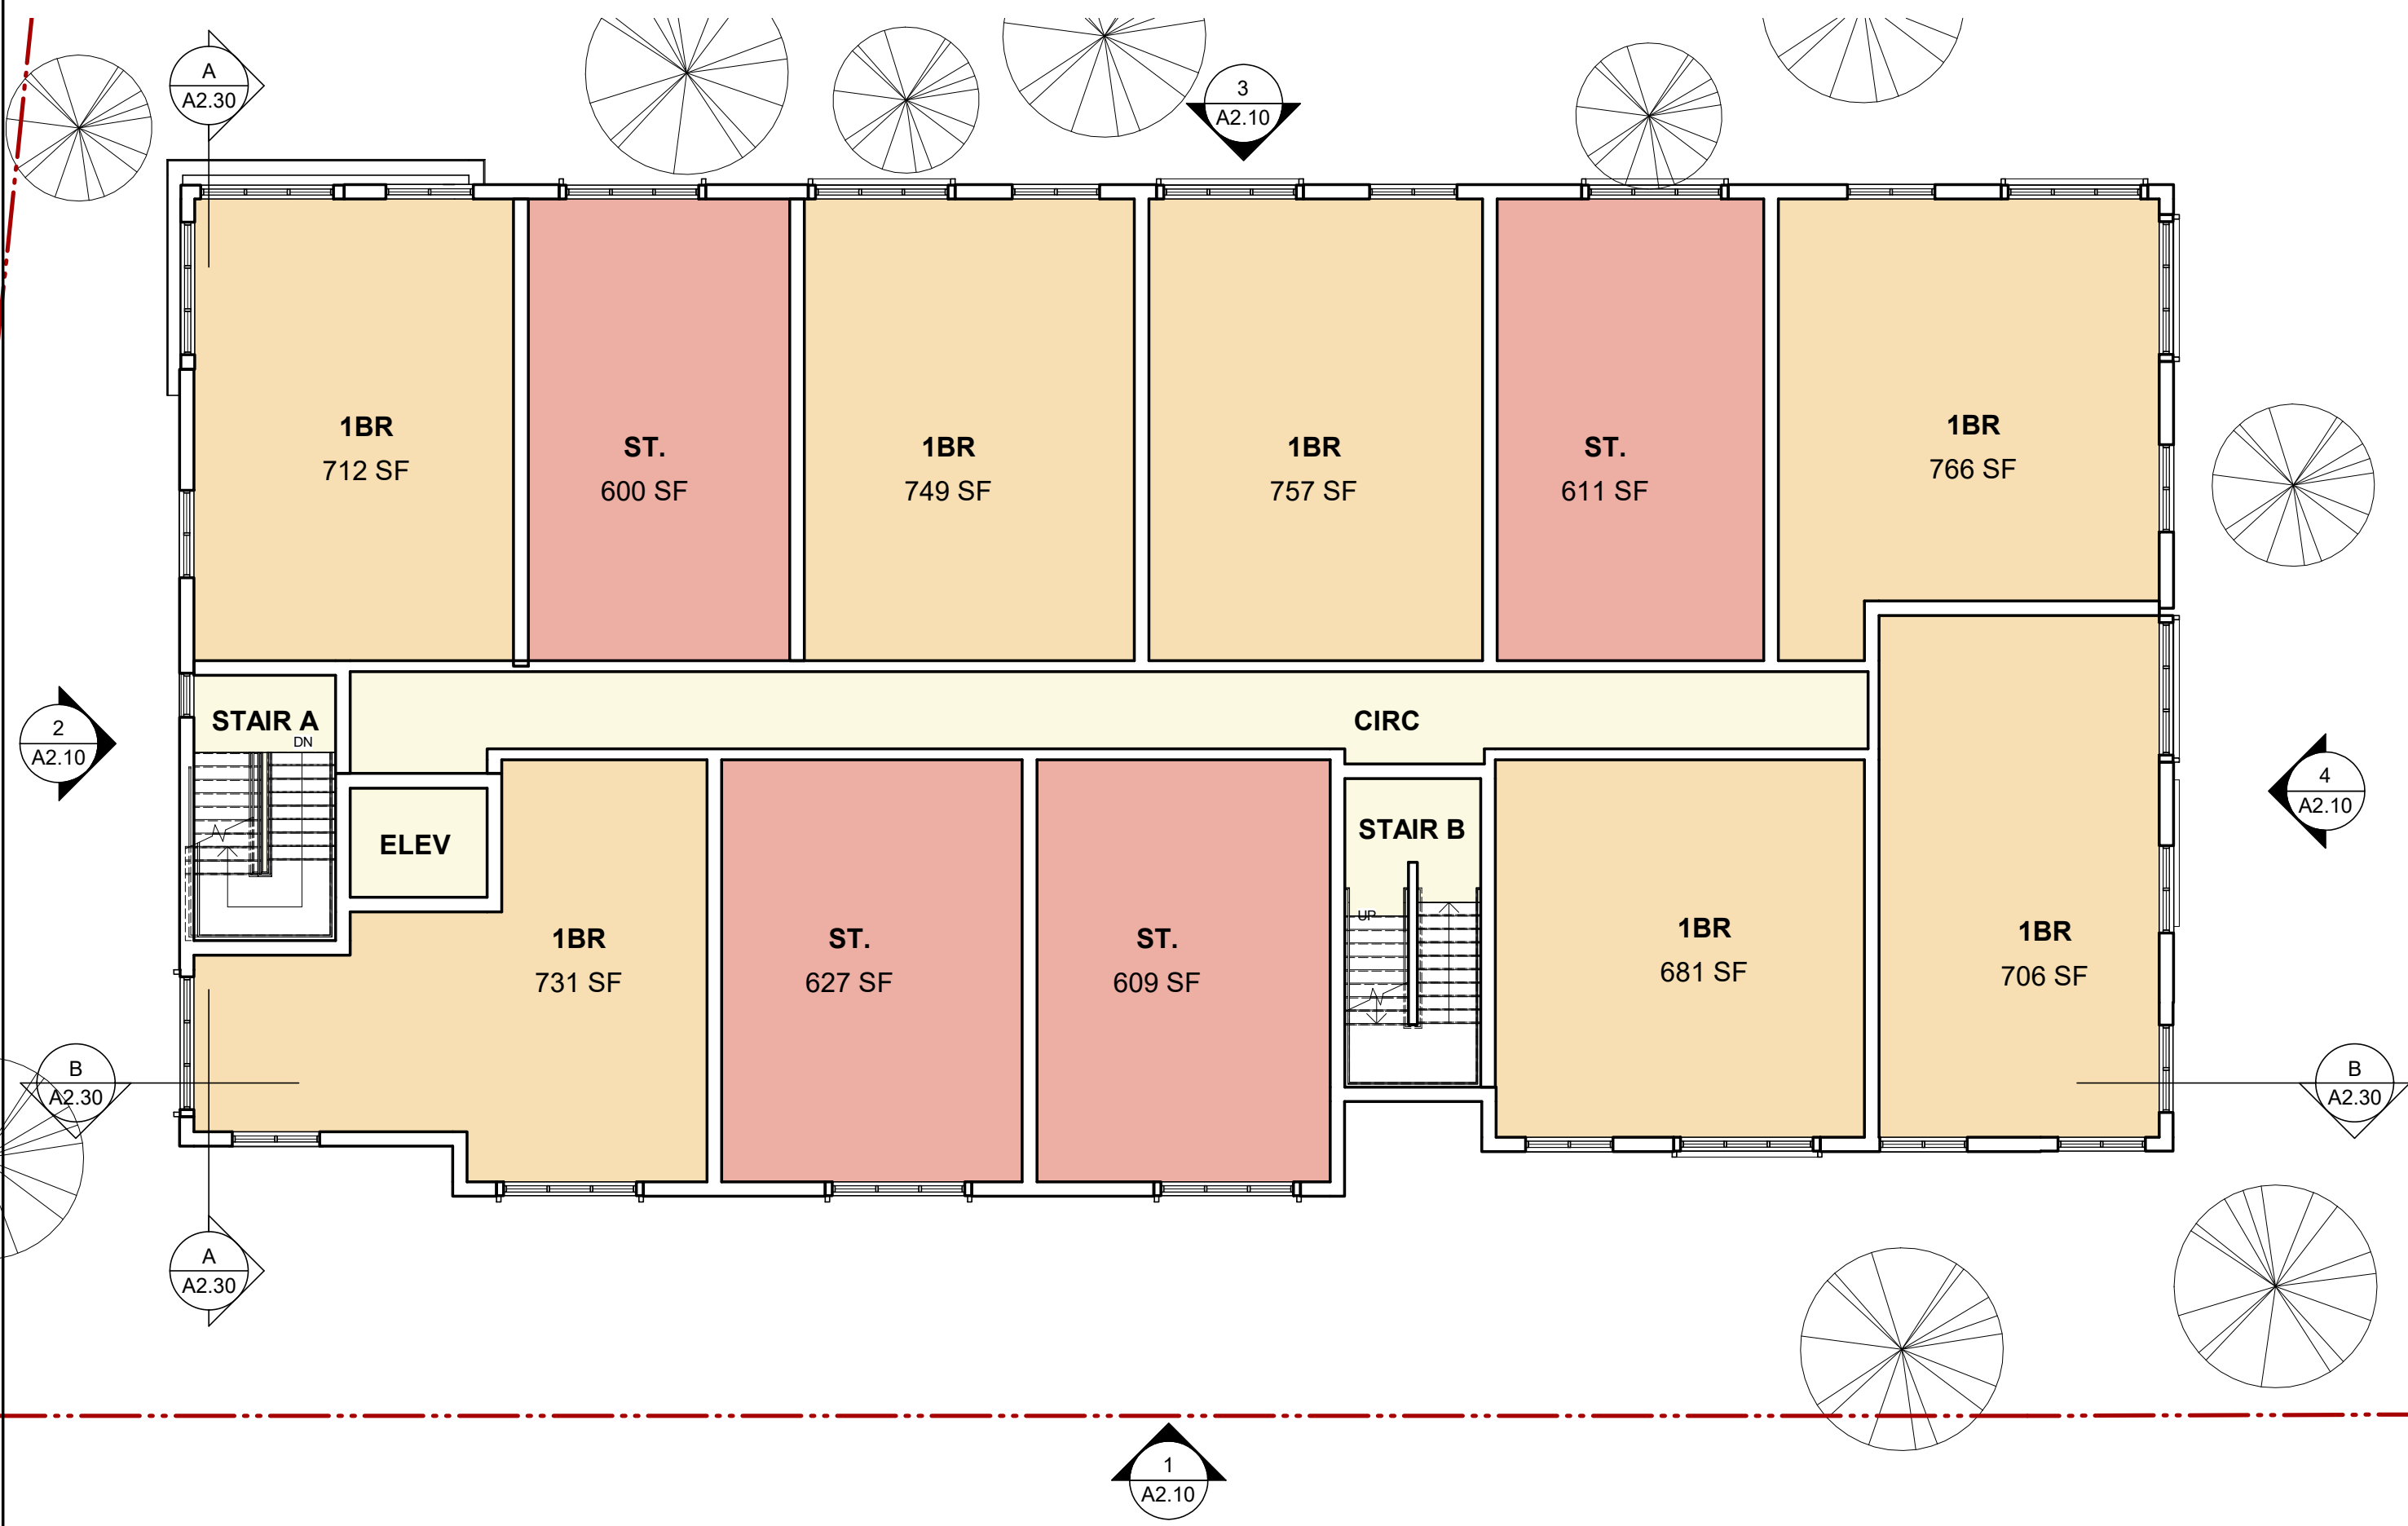 A
A2.30
3
A2.10
1BR
712 SF
ST.
600 SF
1BR
749 SF
1BR
757 SF
ST.
611 SF
1BR
766 SF
2
A2.10
STAIR A
DN
CIRC
4
A2.10
ELEV
STAIR B
UP
1BR
731 SF
ST.
627 SF
ST.
609 SF
1BR
681 SF
1BR
706 SF
B
A2.30
B
A2.30
A
A2.30
1
A2.10